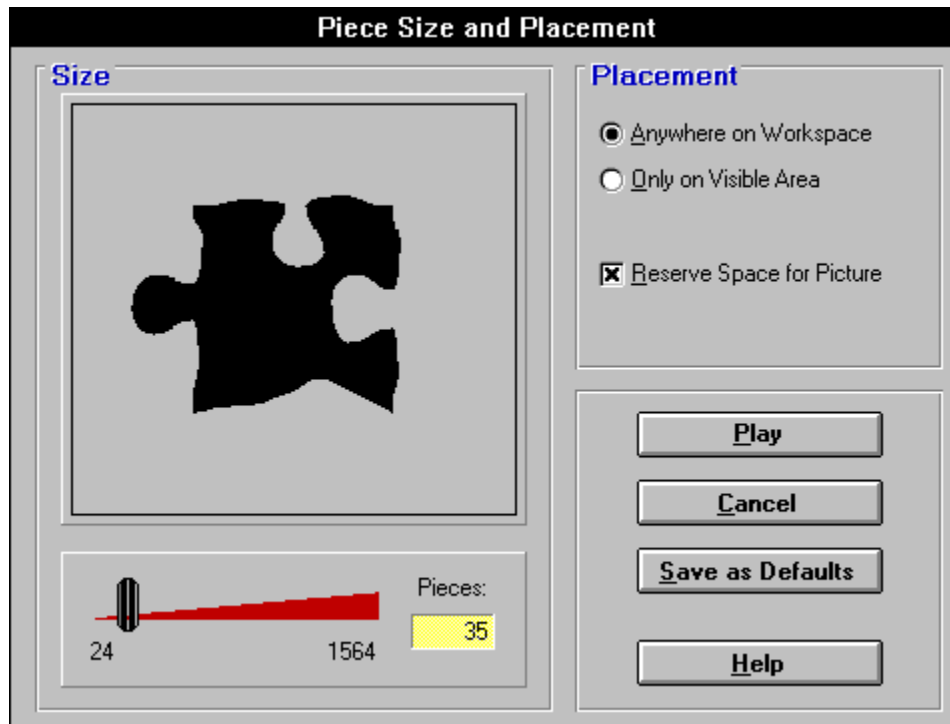 Piece Size and Placement
Size
24
1564
Pieces:
35
Placement
Anywhere on Workspace
Only on Visible Area
Reserve Space for Picture
Play
Cancel
Save as Defaults
Help